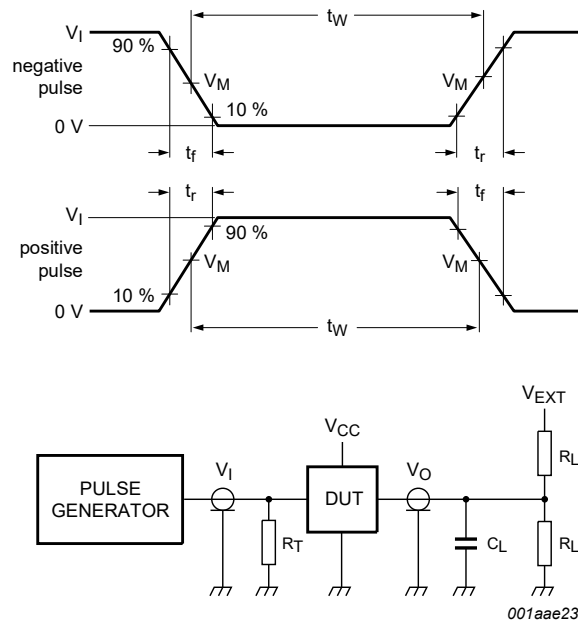 V_I
t_W
90 %
negative
pulse
V_M
V_M
10 %
0 V
t_f
t_r
t_r
t_f
V_I
90 %
positive
pulse
V_M
V_M
10 %
0 V
t_W
V_EXT
V_CC
R_L
PULSE
GENERATOR
V_I
DUT
V_O
R_T
C_L
R_L
001aae23